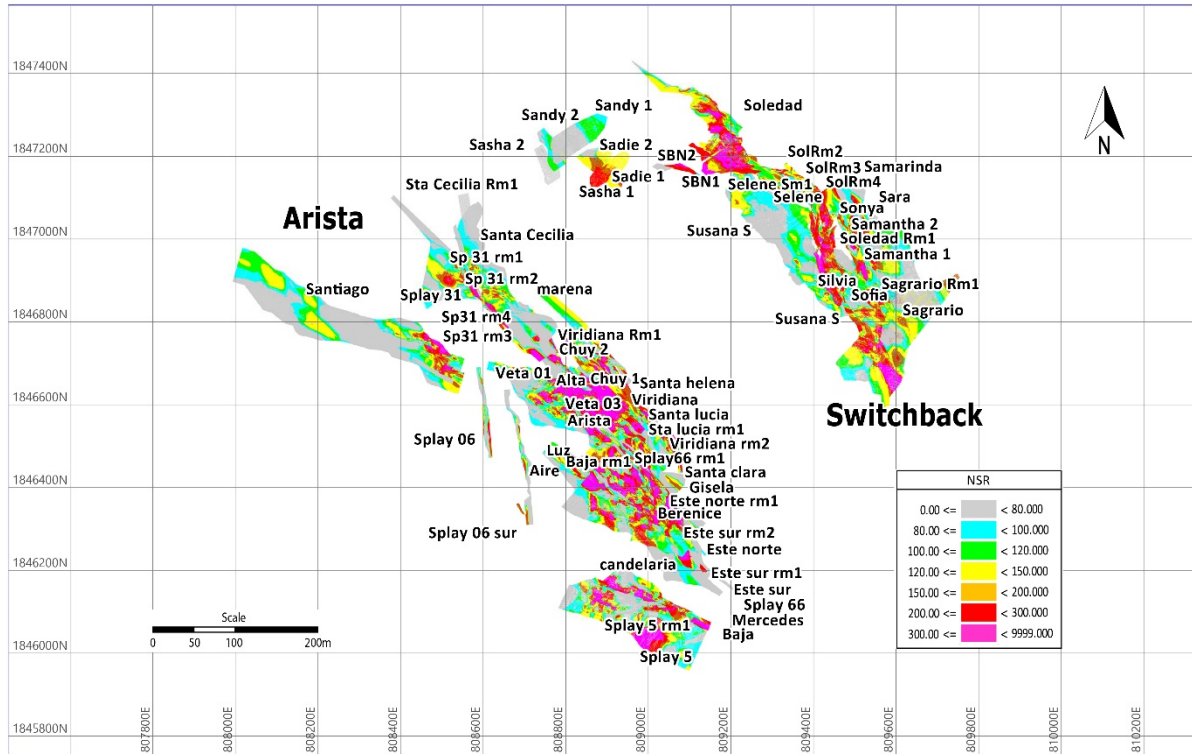 1847400N
Soledad
Sandy 1
Sandy 2
N
1847200N
Sasha 2
Sadie 2
SBN2
SolRm2
SolRm3
Samarinda
Sta Cecilia Rm1
Sadie 1
Sasha 1
SBN1
Selene Sm1
SolRm4
Selene
Sara
Sonya
Arista
Samantha 2
Susana S
Santa Cecilia
1847000N
Soledad Rm1
Samantha 1
Sp 31 rm1
Sp 31 rm2
Santiago
Splay 31
marena
Silvia
Sofia
Sagrario Rm1
Sagrario
1846800N
Sp31 rm4
Susana S
Sp31 rm3
Viridiana Rm1
Chuy 2
Veta 01
Alta
Chuy 1
Santa helena
1846600N
Veta 03
Viridiana
Switchback
Arista
Santa lucia
Sta lucia rm1
Splay 06
Viridiana rm2
Luz
Baja rm1
Splay66 rm1
Aire
Santa clara
1846400N
Gisela
Este norte rm1
Berenice
Splay 06 sur
Este sur rm2
Este norte
1846200N
candelaria
Este sur rm1
Este sur
Splay 66
Mercedes
Splay 5 rm1
Baja
Splay 5
1846000N
NSR
0.00 <= < 80.000
80.00 <= < 100.000
100.00 <= < 120.000
120.00 <= < 150.000
150.00 <= < 200.000
200.00 <= < 300.000
300.00 <= < 9999.000
Scale
0 50 100 200m
1845800N
807800E
808000E
808200E
808400E
808600E
808800E
809000E
809200E
809400E
809600E
809800E
810000E
810200E